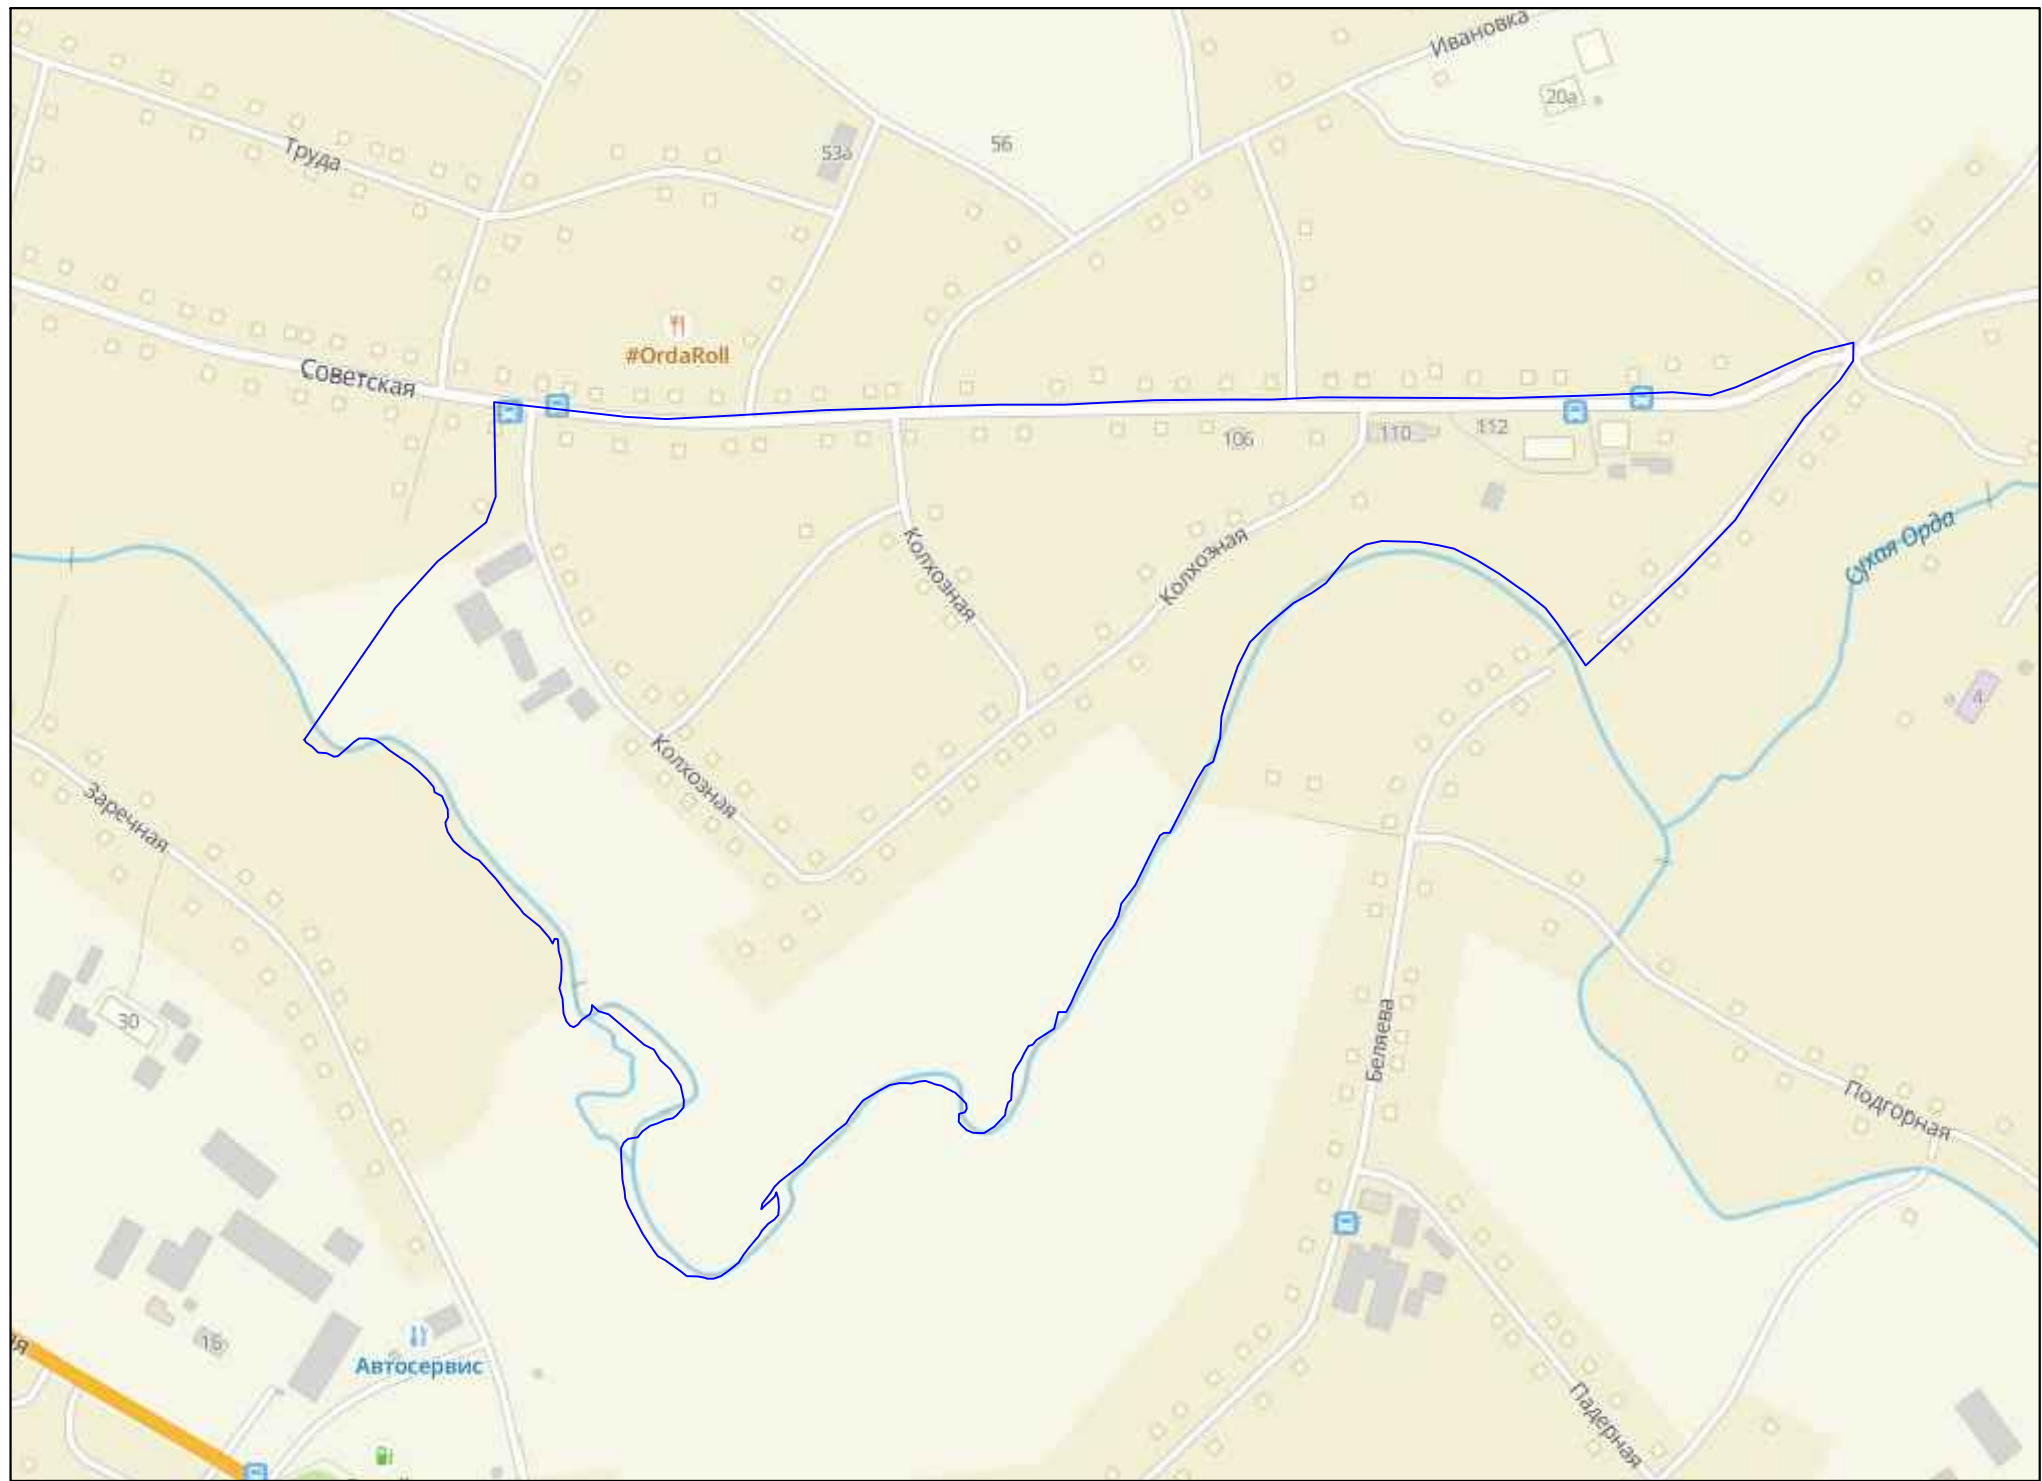 Ивановка
20а
Труда
53а
56
#OrdaRoll
Советская
106
110
112
Колхозная
Колхозная
Сухая Орда
4
Колхозная
Заречная
30
Беляева
Подгорная
16
Автосервис
Падерная